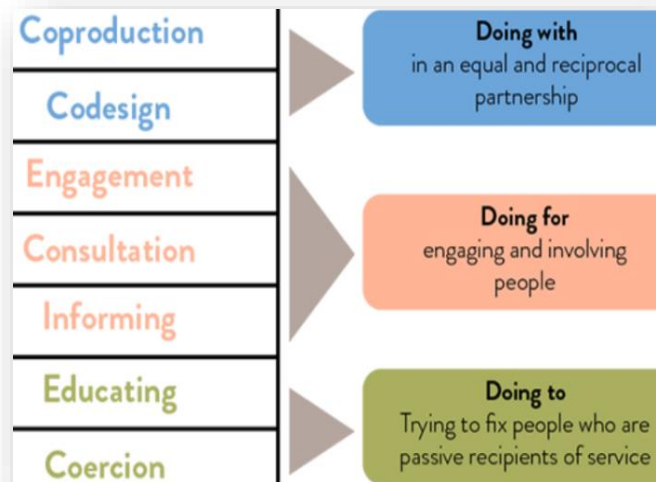 Coproduction
Codesign
Engagement
Consultation
Informing
Educating
Coercion
Doing with
in an equal and reciprocal
partnership
Doing for
engaging and involving
people
Doing to
Trying to fix people who are
passive recipients of service